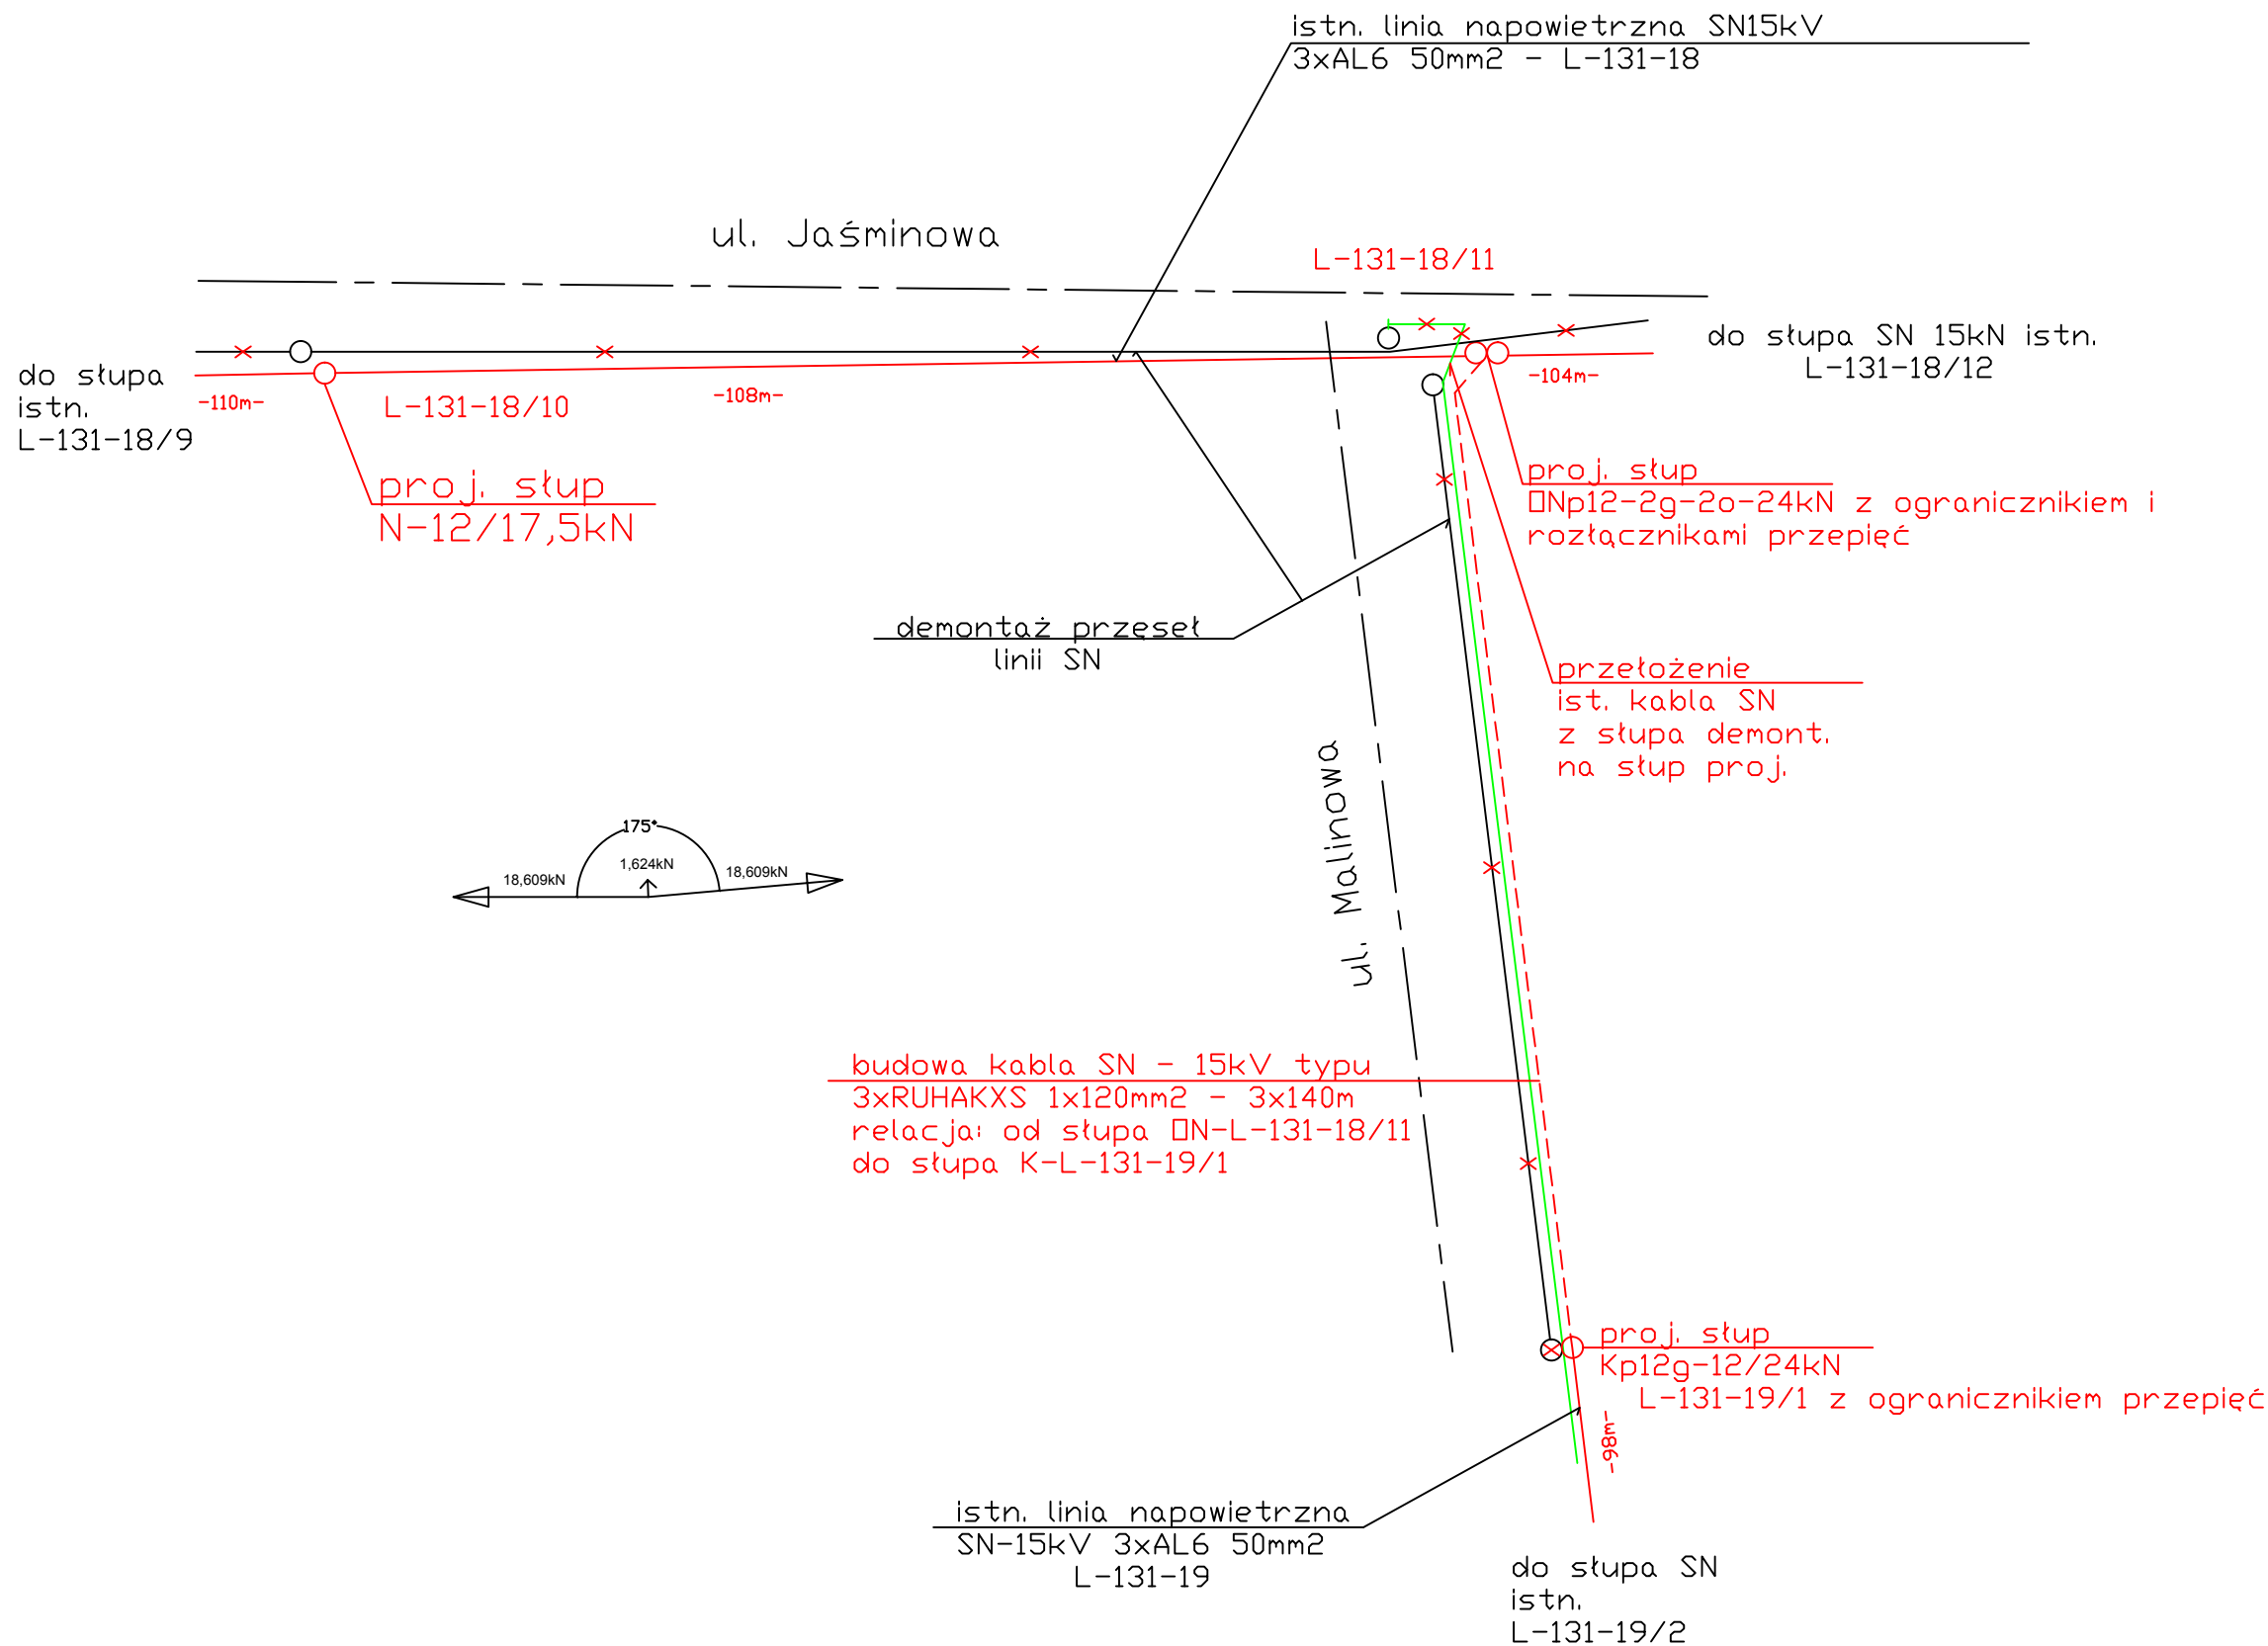 istn. linia napowietrzna SN15kV
3xAL6 50mm2 - L-131-18
ul. Jaśminowa
L-131-18/11
do słupa SN 15kN istn.
L-131-18/12
do słupa
istn.
L-131-18/9
-110m-
L-131-18/10
-108m-
-104m-
proj. słup
N-12/17,5kN
proj. słup
□Np12-2g-2o-24kN z ogranicznikiem i
rozłącznikami przepięć
demontaż przęseł
linii SN
przełożenie
ist. kabla SN
z słupa demont.
na słup proj.
ul. Malinowa
175°
18,609kN
1,624kN
18,609kN
budowa kabla SN - 15kV typu
3xRUHAKXS 1x120mm2 - 3x140m
relacja: od słupa □N-L-131-18/11
do słupa K-L-131-19/1
proj. słup
Kp12g-12/24kN
L-131-19/1 z ogranicznikiem przepięć
-98m-
istn. linia napowietrzna
SN-15kV 3xAL6 50mm2
L-131-19
do słupa SN
istn.
L-131-19/2